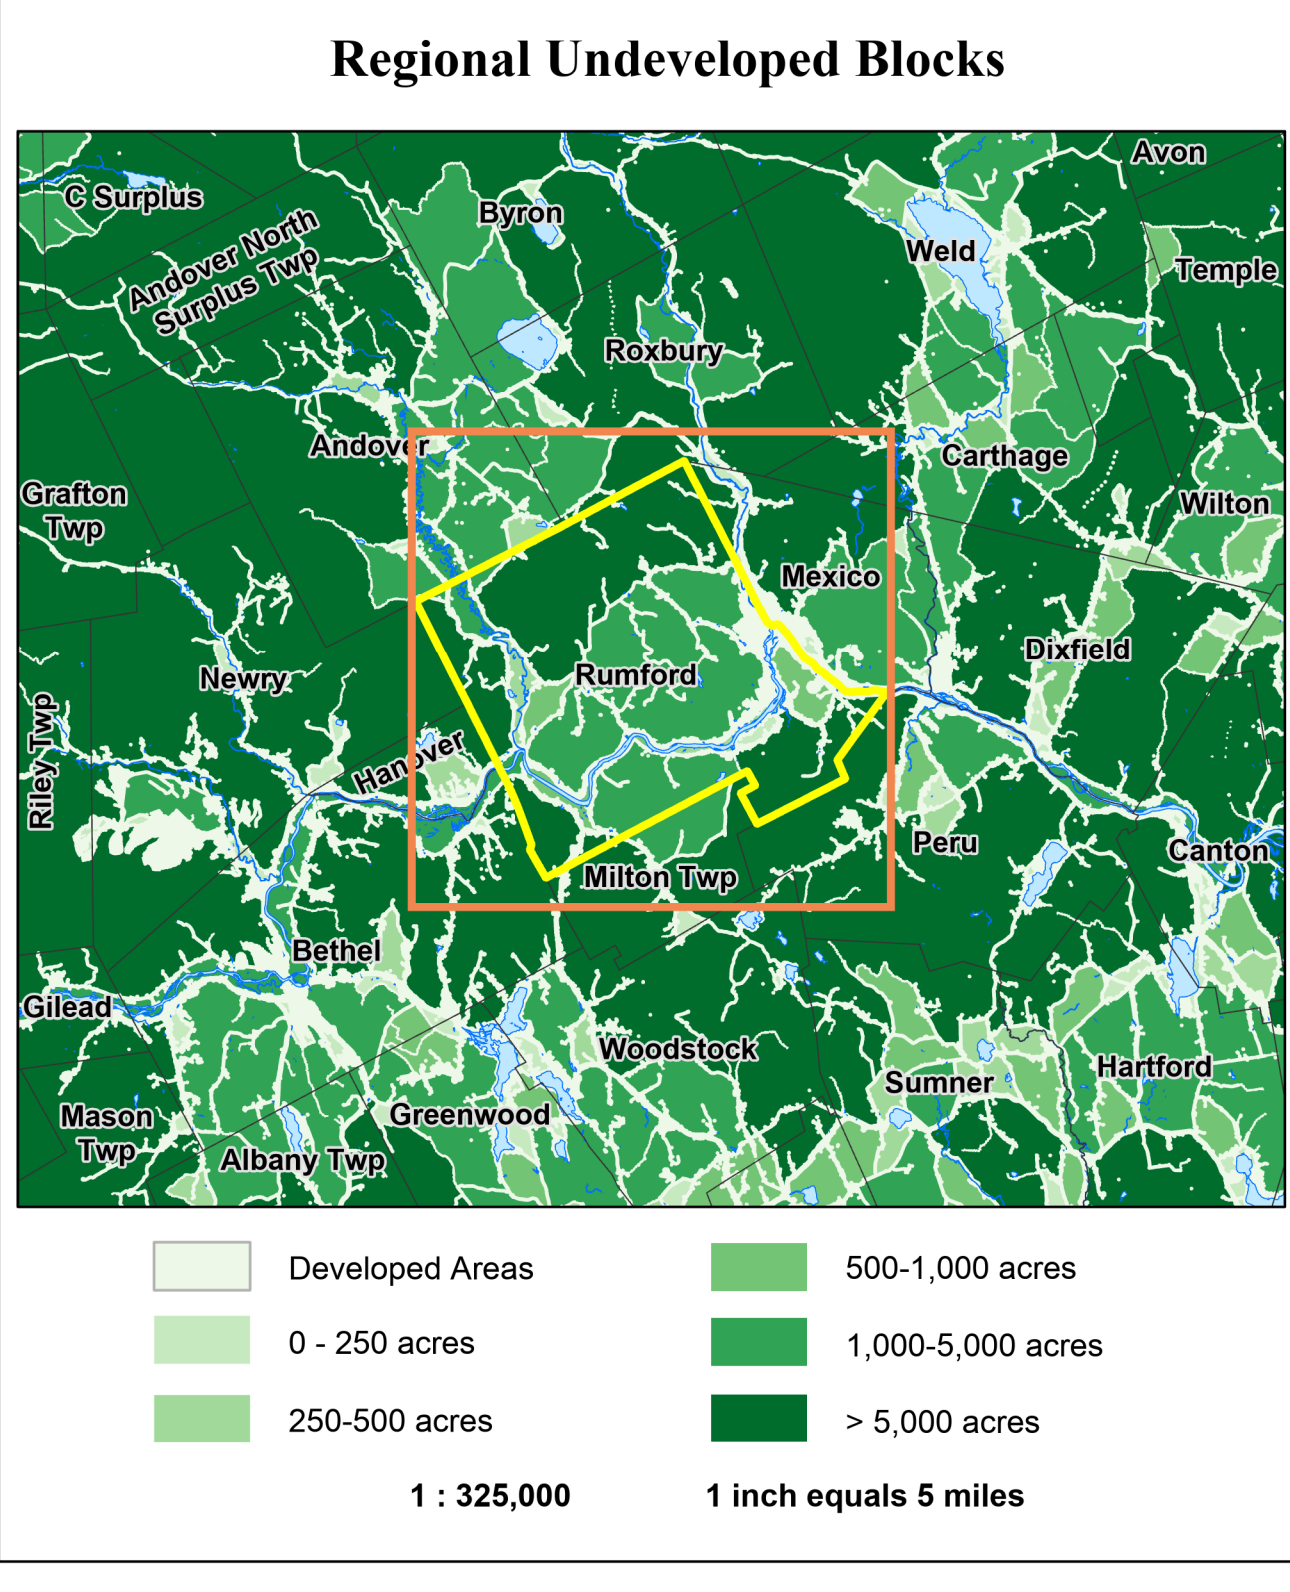 Regional Undeveloped Blocks
Avon
C Surplus
Byron
Andover North
Surplus Twp
Weld
Temple
Roxbury
Andover
Carthage
Grafton
Twp
Wilton
Mexico
Dixfield
Newry
Rumford
Riley Twp
Hanover
Peru
Canton
Milton Twp
Bethel
Gilead
Woodstock
Hartford
Sumner
Mason
Twp
Greenwood
Albany Twp
Developed Areas
500-1,000 acres
0 - 250 acres
1,000-5,000 acres
250-500 acres
> 5,000 acres
1 : 325,000
1 inch equals 5 miles